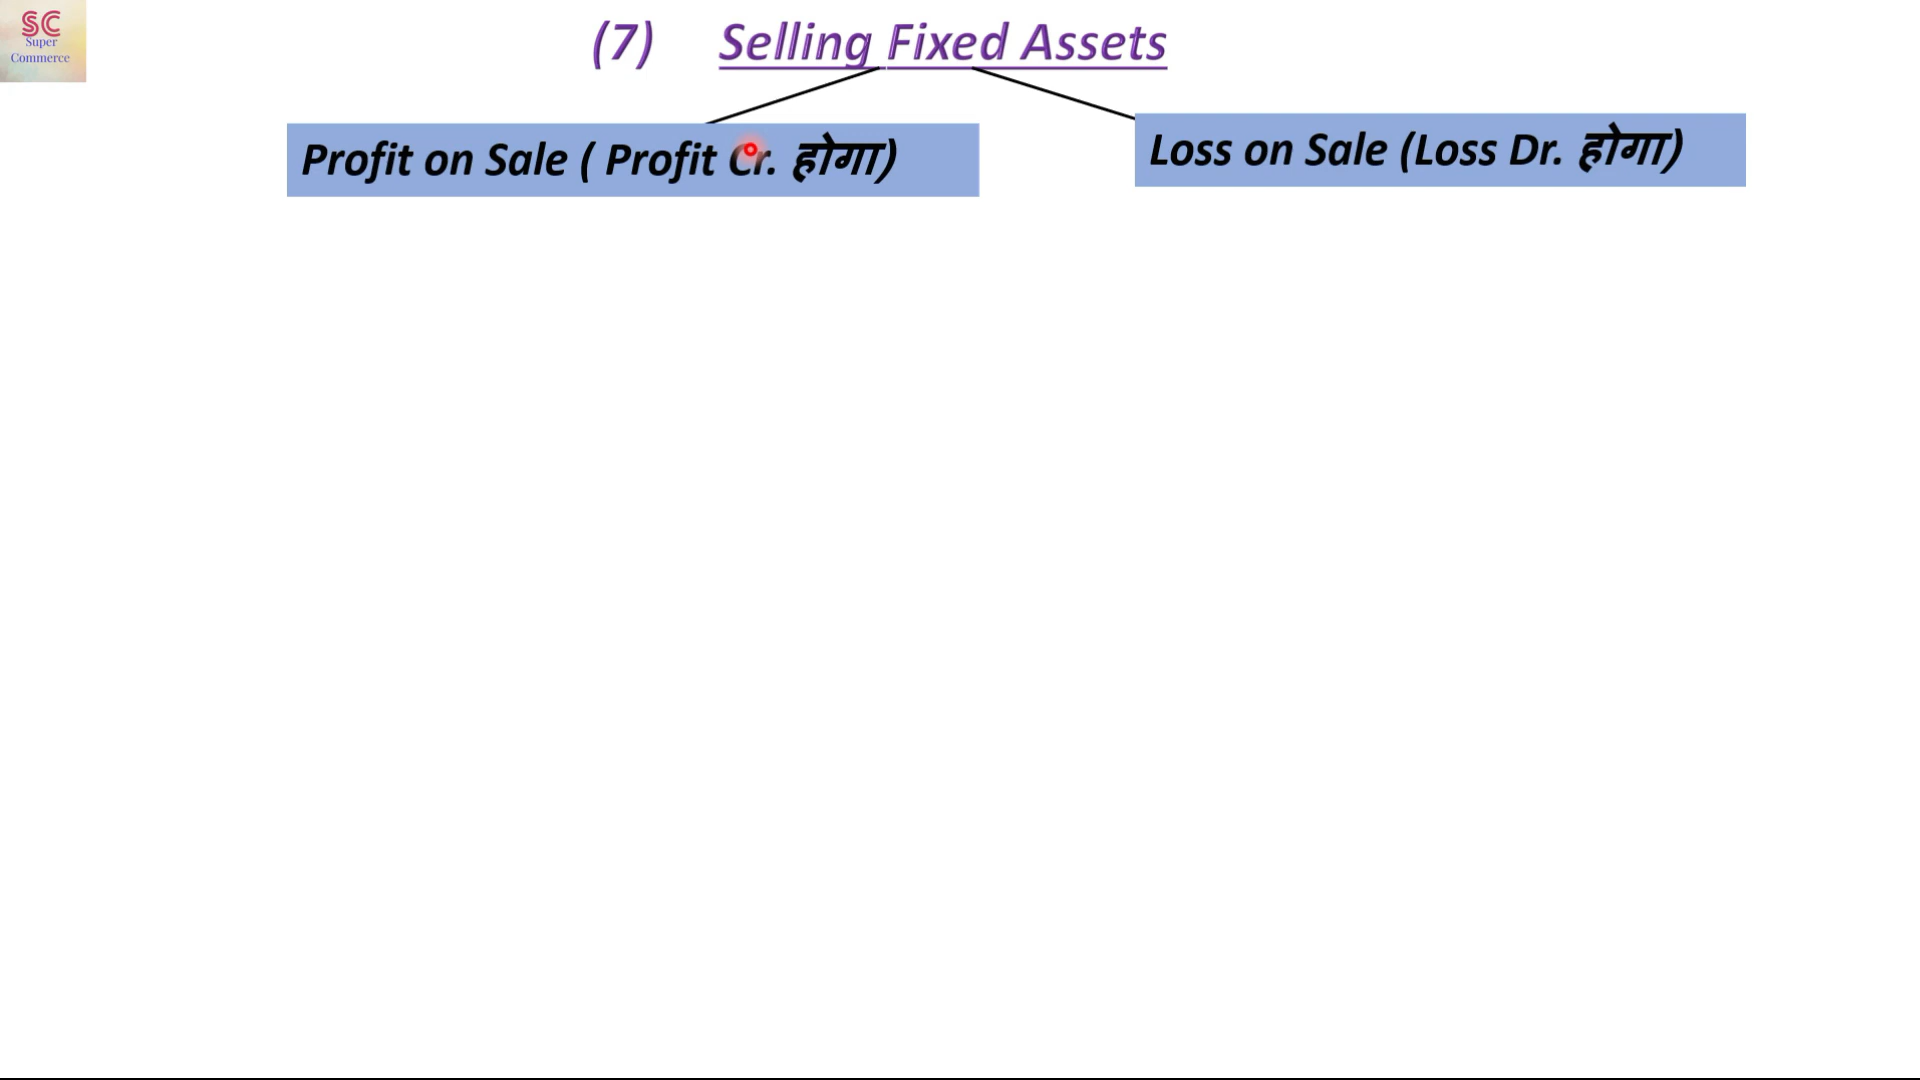 SC
Super
Commerce
(7) Selling Fixed Assets
Profit on Sale ( Profit Cr. होगा)
Loss on Sale (Loss Dr. होगा)